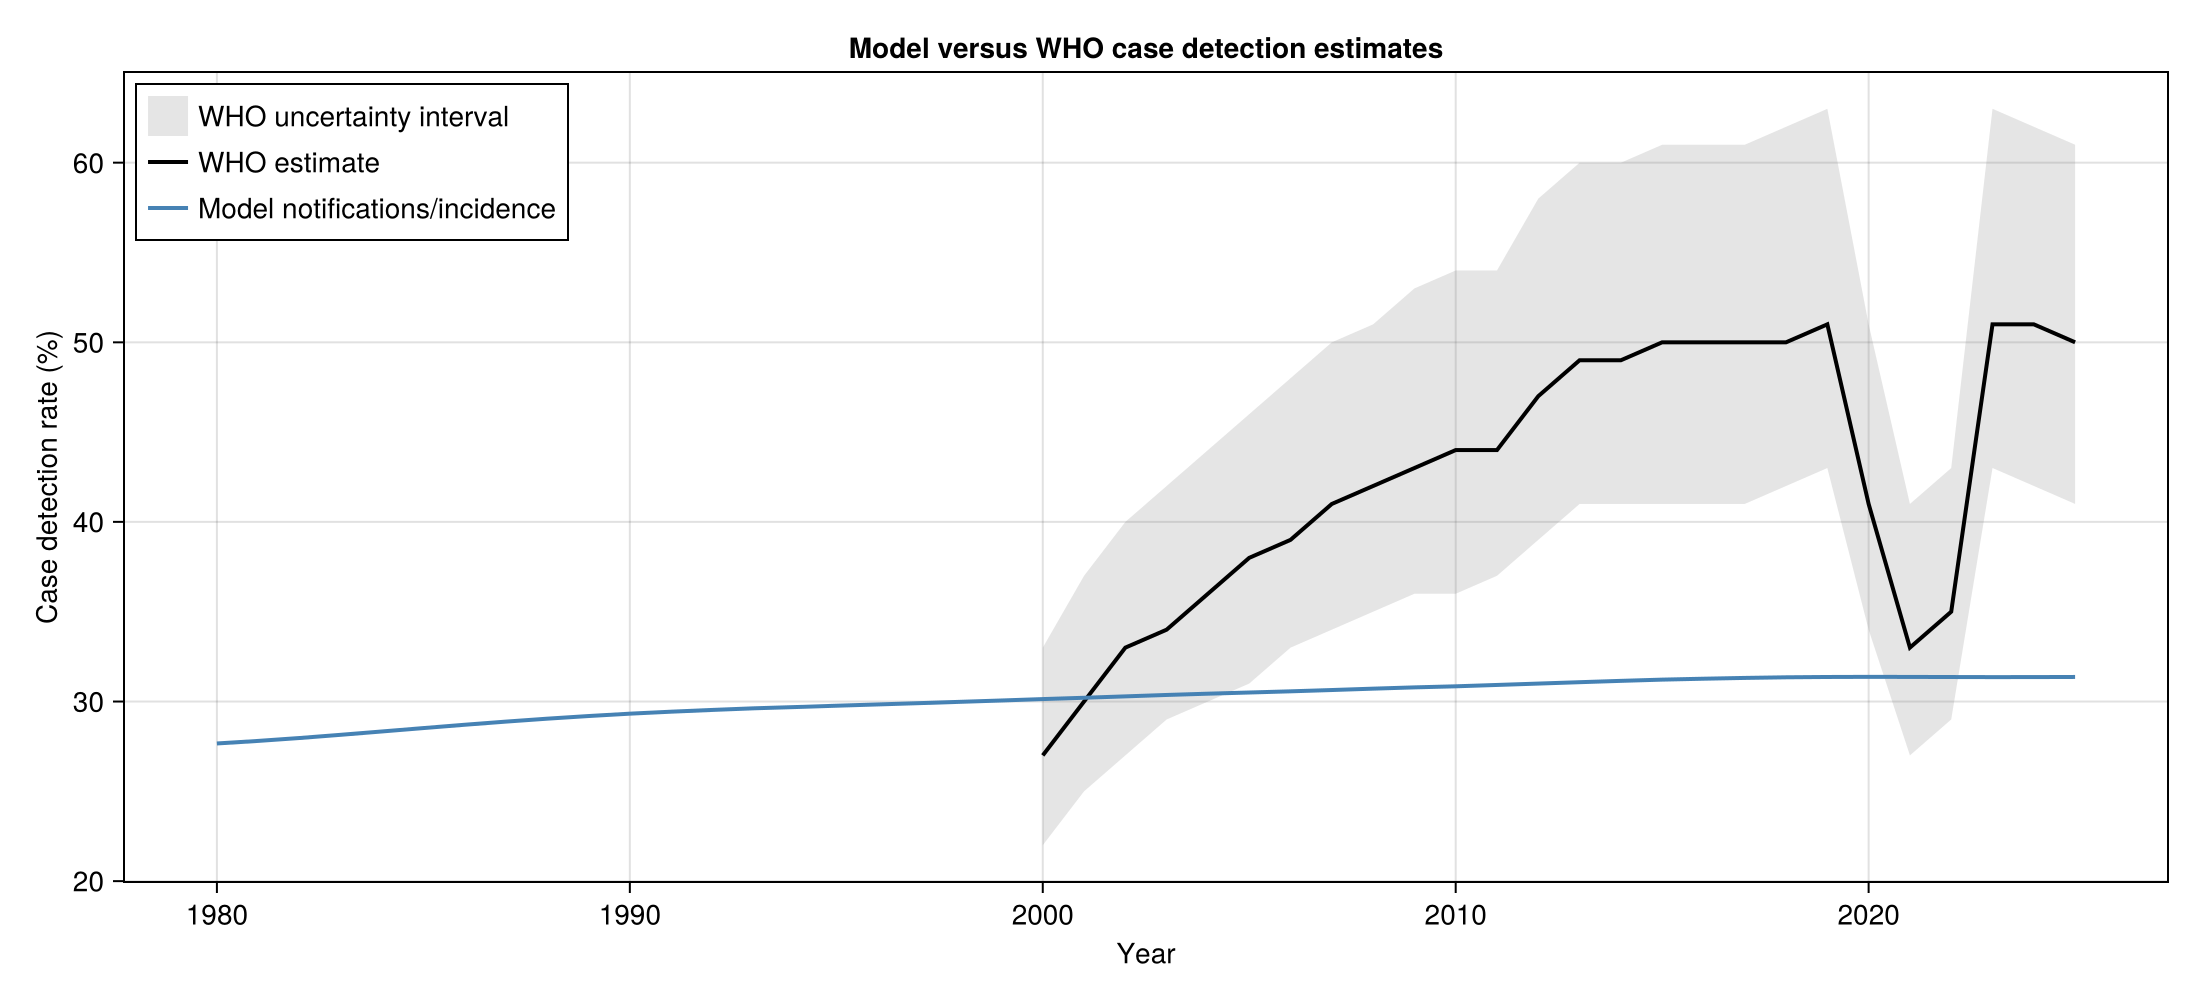 Model versus WHO case detection estimates
WHO uncertainty interval
WHO estimate
Model notifications/incidence
Case detection rate (%)
60
50
40
30
20
1980 1990 2000 2010 2020
Year